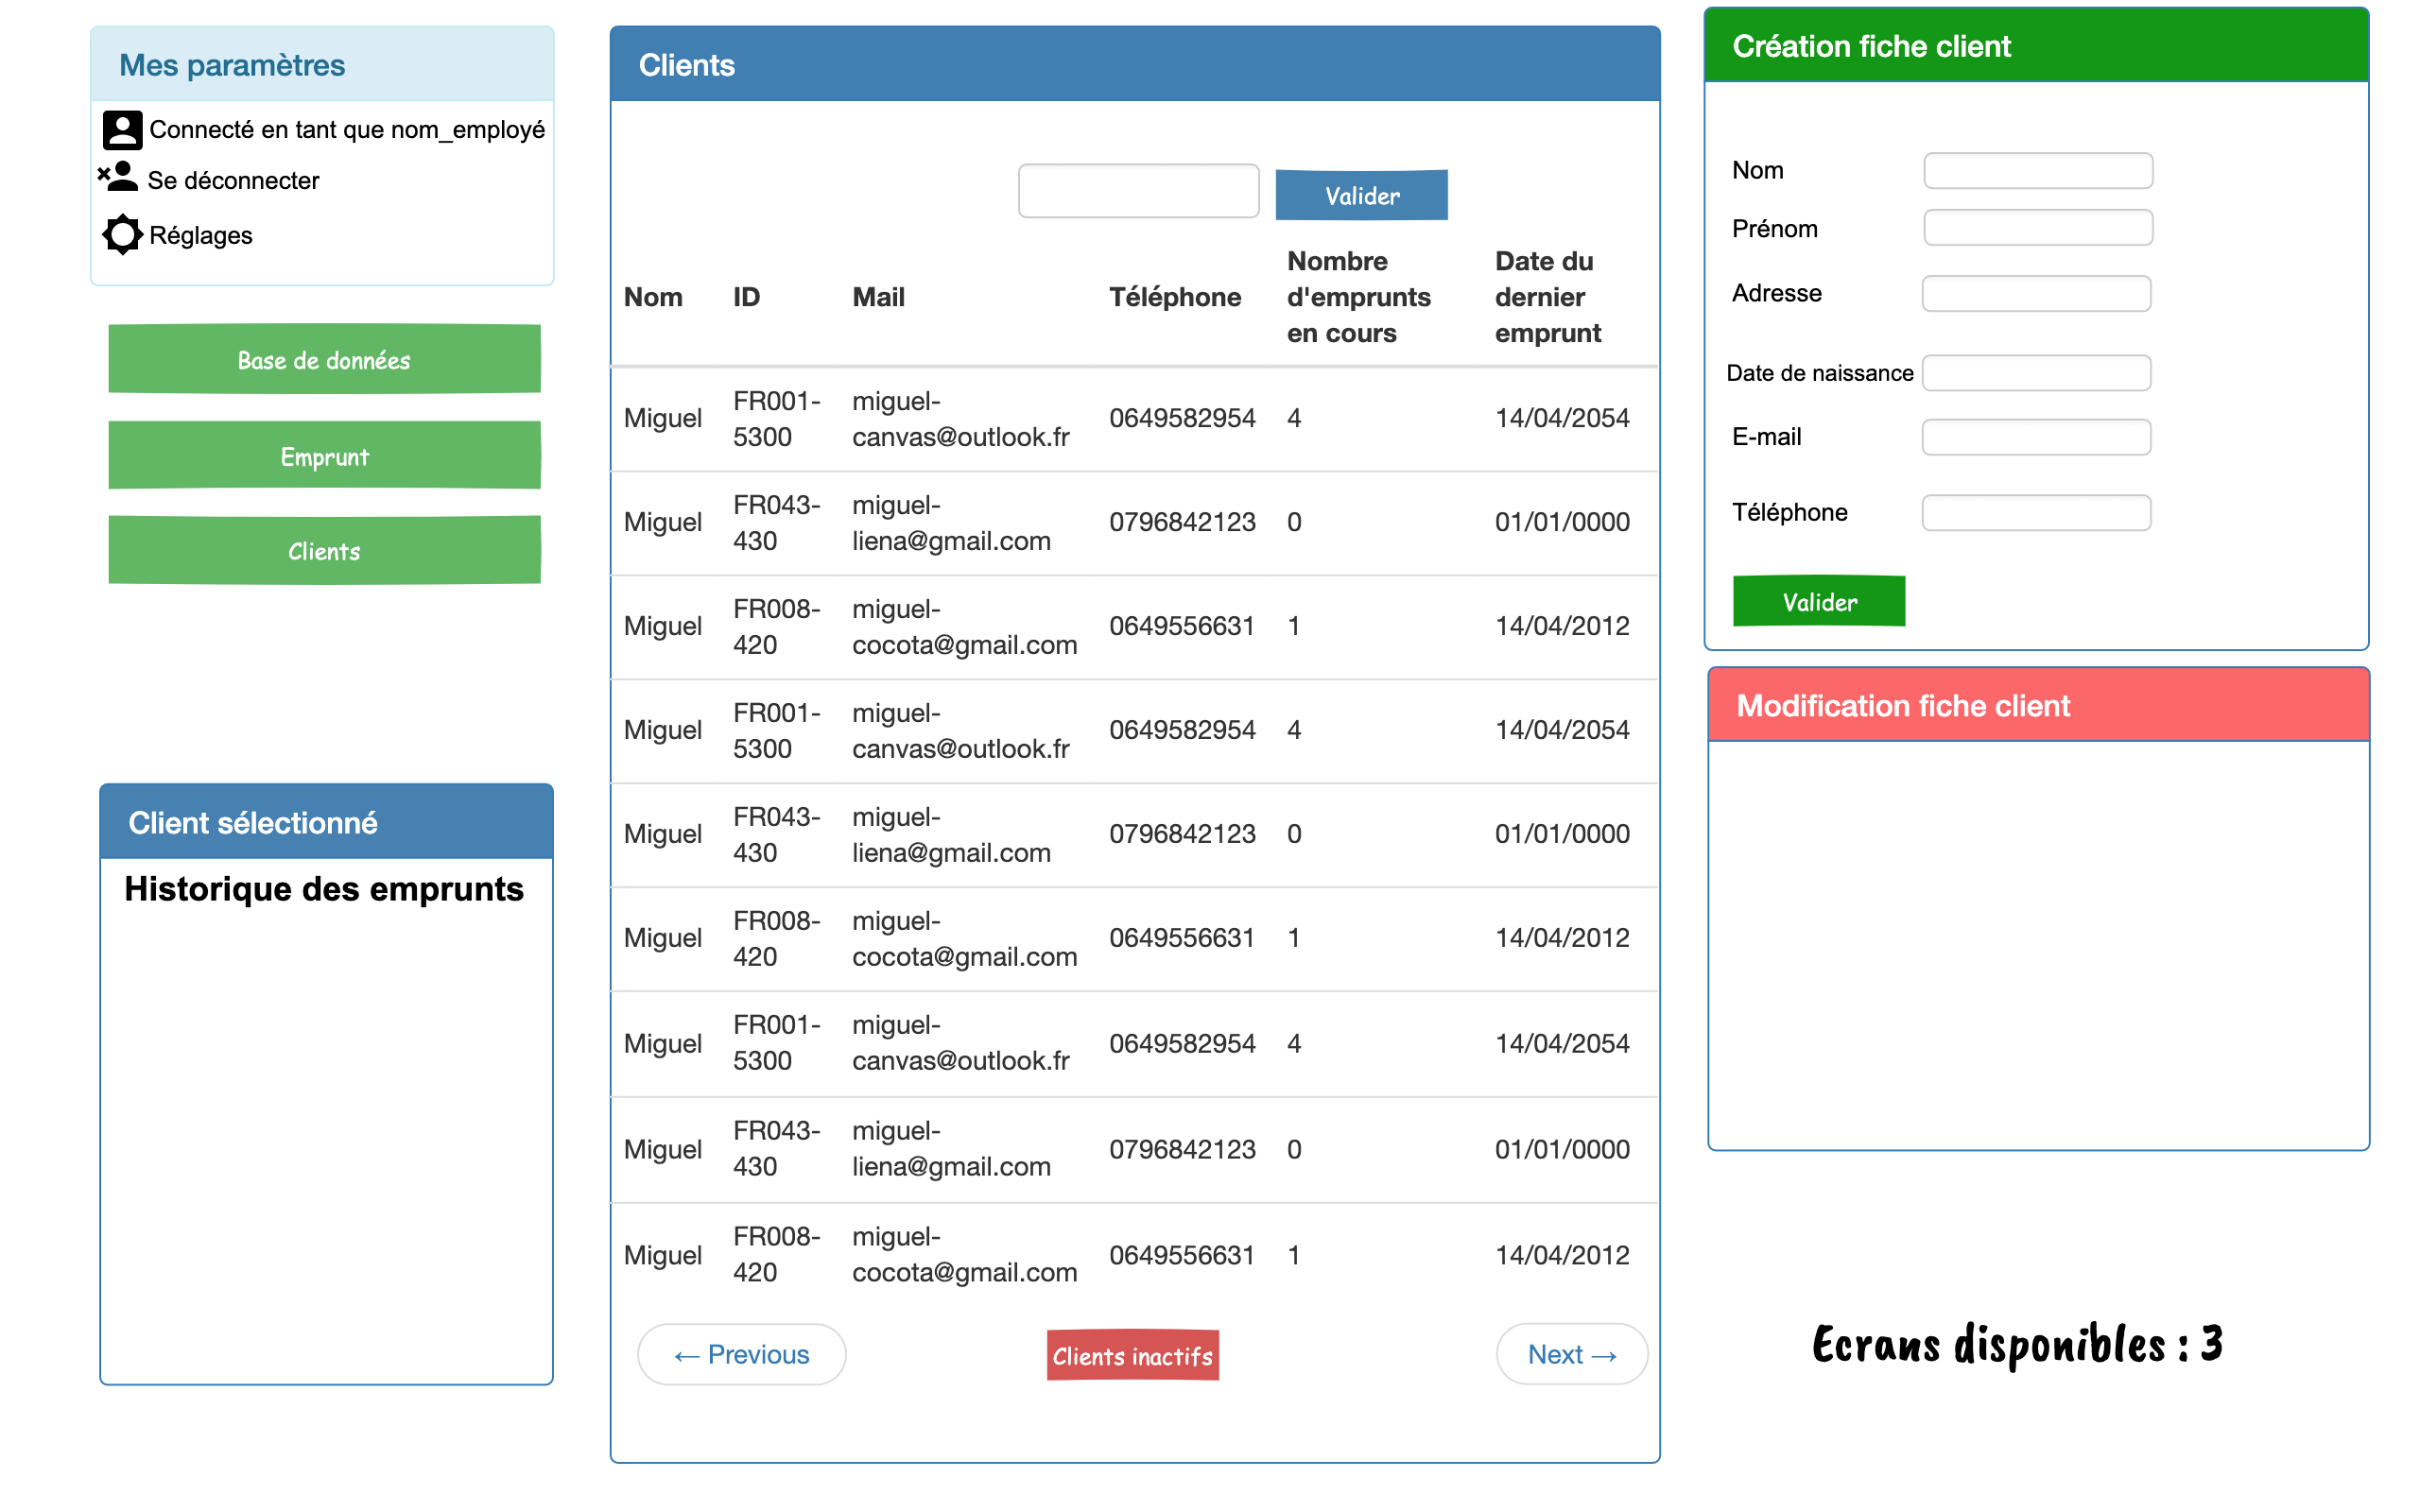 Mes paramètres
Connecté en tant que nom_employé
Se déconnecter
Réglages
Base de données
Emprunt
Clients
Client sélectionné
Historique des emprunts
Clients
Valider
Nom ID Mail Téléphone Nombre d'emprunts en cours Date du dernier emprunt
Miguel FR001-5300 miguel-canvas@outlook.fr 0649582954 4 14/04/2054
Miguel FR043-430 miguel-liena@gmail.com 0796842123 0 01/01/0000
Miguel FR008-420 miguel-cocota@gmail.com 0649556631 1 14/04/2012
Miguel FR001-5300 miguel-canvas@outlook.fr 0649582954 4 14/04/2054
Miguel FR043-430 miguel-liena@gmail.com 0796842123 0 01/01/0000
Miguel FR008-420 miguel-cocota@gmail.com 0649556631 1 14/04/2012
Miguel FR001-5300 miguel-canvas@outlook.fr 0649582954 4 14/04/2054
Miguel FR043-430 miguel-liena@gmail.com 0796842123 0 01/01/0000
Miguel FR008-420 miguel-cocota@gmail.com 0649556631 1 14/04/2012
← Previous
Clients inactifs
Next →
Création fiche client
Nom
Prénom
Adresse
Date de naissance
E-mail
Téléphone
Valider
Modification fiche client
Ecrans disponibles : 3